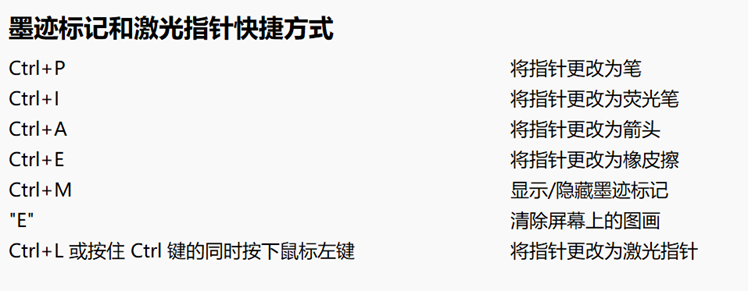 墨迹标记和激光指针快捷方式
Ctrl+P 将指针更改为笔
Ctrl+I 将指针更改为荧光笔
Ctrl+A 将指针更改为箭头
Ctrl+E 将指针更改为橡皮擦
Ctrl+M 显示/隐藏墨迹标记
"E" 清除屏幕上的图画
Ctrl+L 或按住 Ctrl 键的同时按下鼠标左键 将指针更改为激光指针